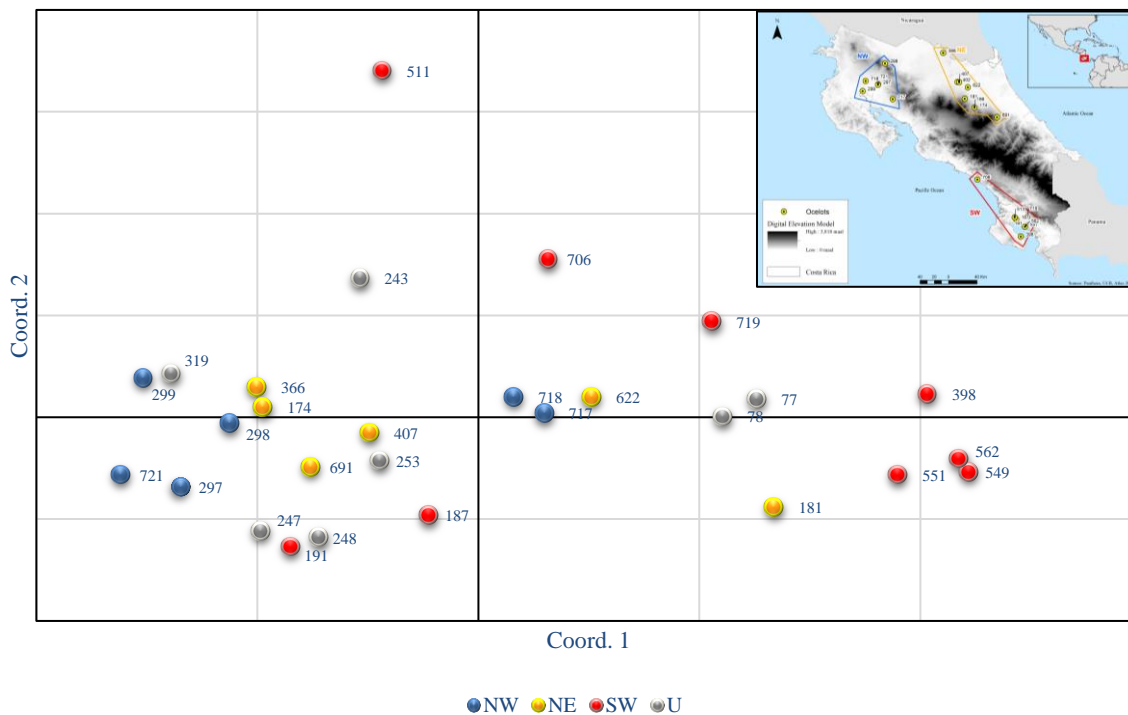 Nicaragua
511
NW
NE
Atlantic Ocean
706
243
Pacific Ocean
SW
Panama
Ocelots
Digital Elevation Model
Costa Rica
Coord. 2
719
319
299
366
174
718
717
622
77
78
398
298
407
253
721
297
691
562
549
551
181
187
247
248
191
Coord. 1
NW NE SW U